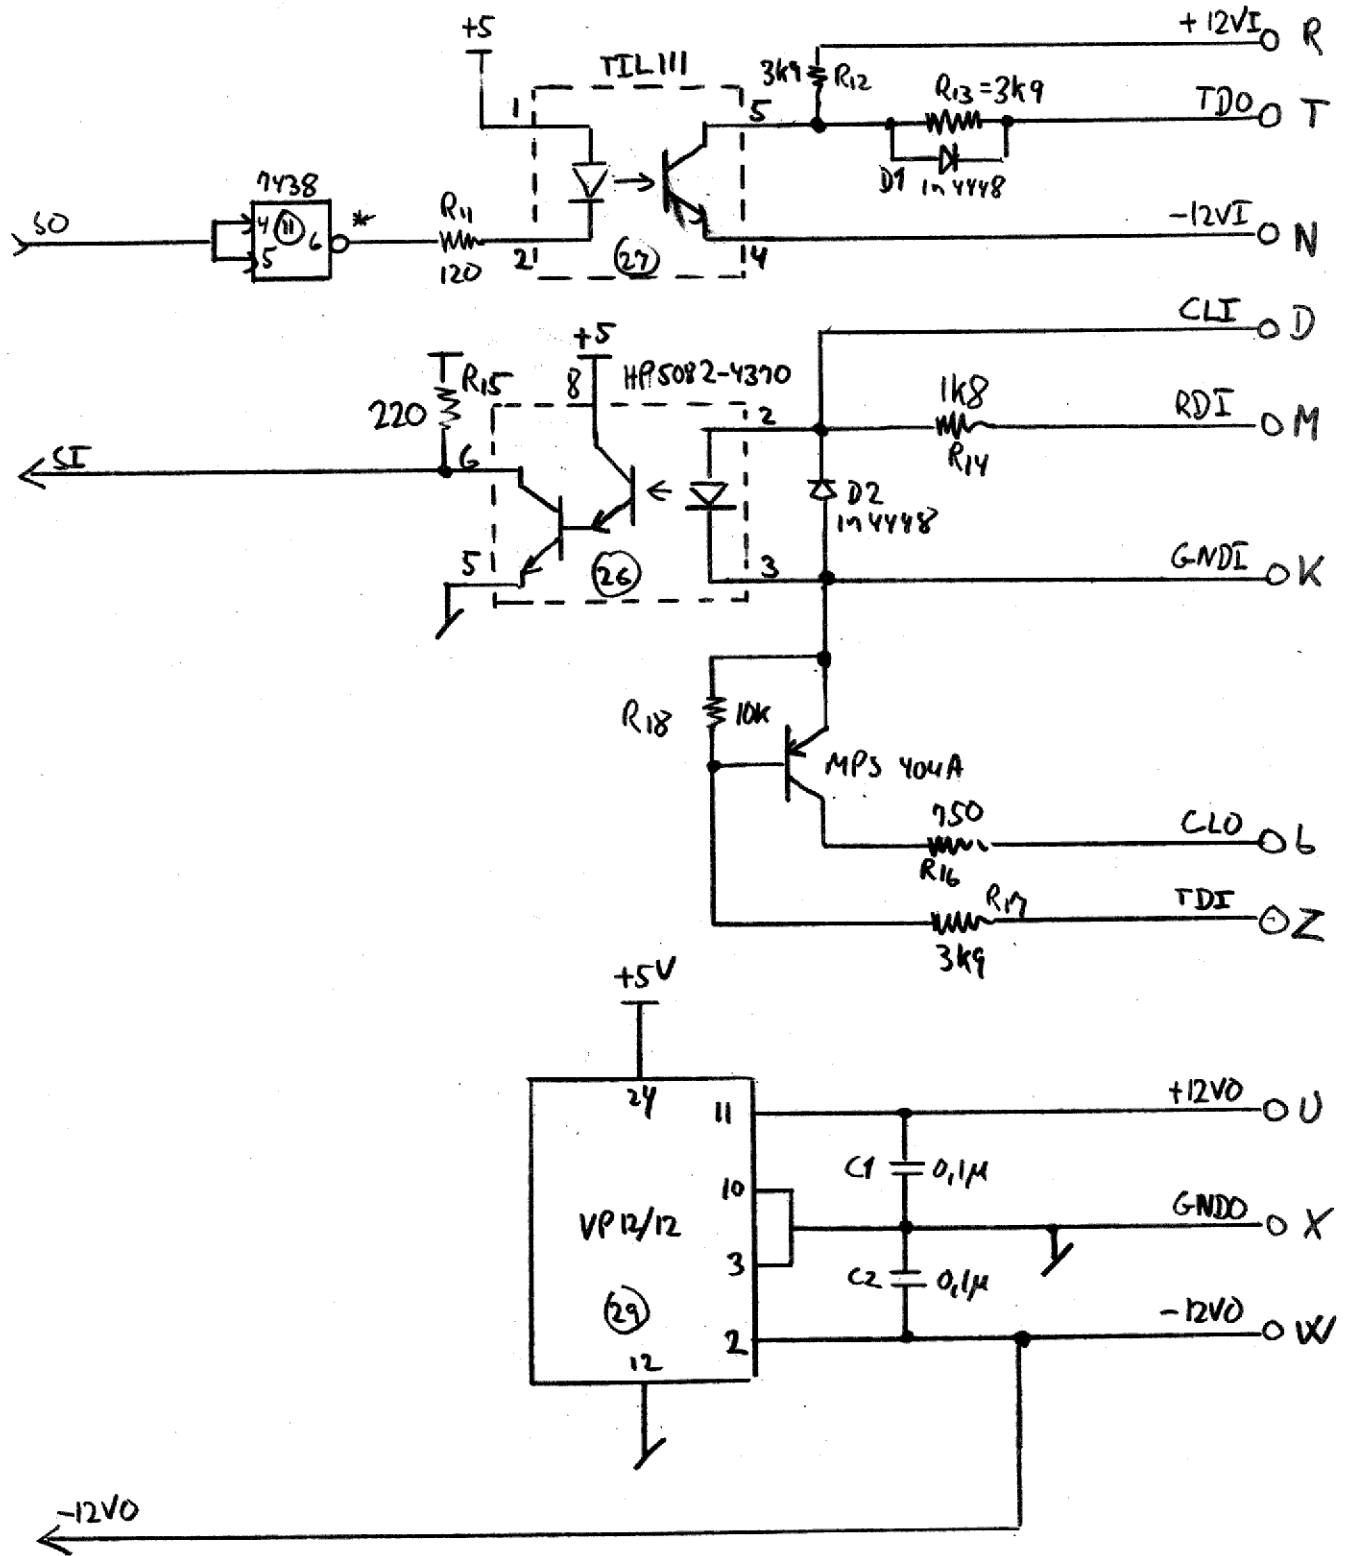 +5
+12VI R
TIL111
3k9 R12
R13=3k9
TDO T
1
5
D1 1n4448
7438
SO
4 11 6 *
5
R11
120
2
27
4
-12VI N
CLI D
+5
R15
220
8
HP5082-4370
2
1k8
R14
RDI M
SI
6
D2
1n4448
5
26
3
GNDI K
R18
10K
MPS 404A
750
R16
CLO L
R17
3k9
TDI Z
+5V
24
11
+12VO U
C1 0,1µ
10
VP12/12
GNDO X
3
C2 0,1µ
29
2
-12VO W
12
-12VO